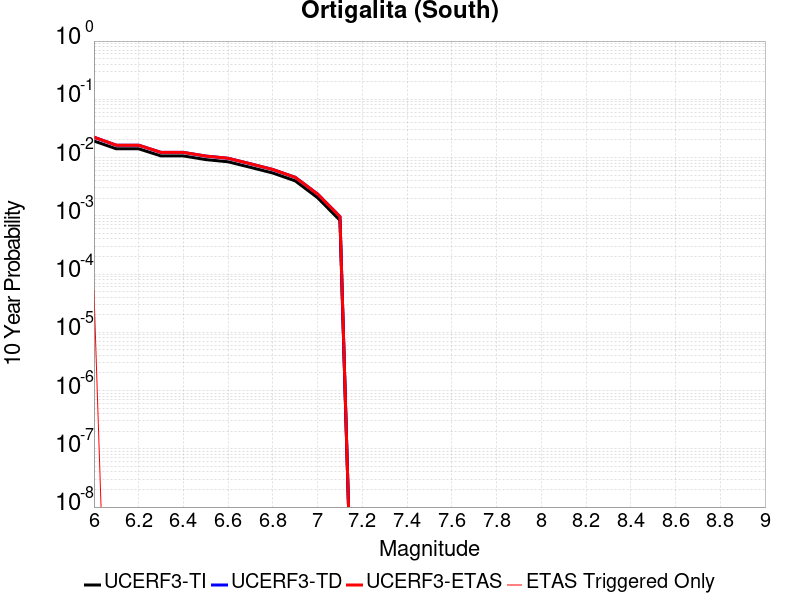 Ortigalita (South)
10 0
10 -1
10 -2
10 -3
10 -4
10 -5
10 -6
10 -7
10 -8
10 Year Probability
6 6.2 6.4 6.6 6.8 7 7.2 7.4 7.6 7.8 8 8.2 8.4 8.6 8.8 9
Magnitude
UCERF3-TI UCERF3-TD UCERF3-ETAS ETAS Triggered Only